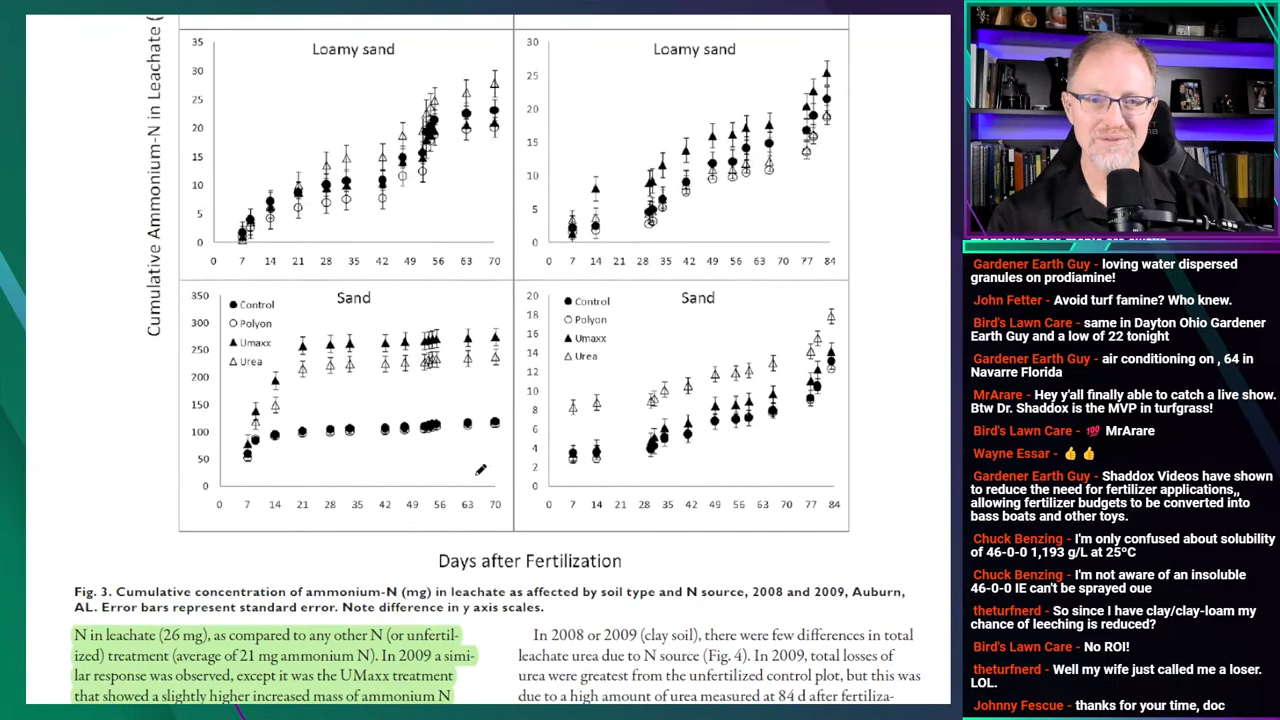 Cumulative Ammonium-N in Leachate (
Loamy sand
35
30
25
20
15
10
5
0
0 7 14 21 28 35 42 49 56 63 70
Loamy sand
30
25
20
15
10
5
0
0 7 14 21 28 35 42 49 56 63 70 77 84
Sand
350
300
250
200
150
100
50
0
Control
Polyon
Umaxx
Urea
0 7 14 21 28 35 42 49 56 63 70
Sand
20
18
16
14
12
10
8
6
4
2
0
Control
Polyon
Umaxx
Urea
0 7 14 21 28 35 42 49 56 63 70 77 84
Days after Fertilization
Fig. 3. Cumulative concentration of ammonium-N (mg) in leachate as affected by soil type and N source, 2008 and 2009, Auburn,
AL. Error bars represent standard error. Note difference in y axis scales.
N in leachate (26 mg), as compared to any other N (or unfertil-
ized) treatment (average of 21 mg ammonium N). In 2009 a simi-
lar response was observed, except it was the UMaxx treatment
that showed a slightly higher increased mass of ammonium N
In 2008 or 2009 (clay soil), there were few differences in total
leachate urea due to N source (Fig. 4). In 2009, total losses of
urea were greatest from the unfertilized control plot, but this was
due to a high amount of urea measured at 84 d after fertiliza-
Gardener Earth Guy - loving water dispersed
granules on prodiamine!
John Fetter - Avoid turf famine? Who knew.
Bird's Lawn Care - same in Dayton Ohio Gardener
Earth Guy and a low of 22 tonight
Gardener Earth Guy - air conditioning on , 64 in
Navarre Florida
MrArare - Hey y'all finally able to catch a live show.
Btw Dr. Shaddox is the MVP in turfgrass!
Bird's Lawn Care - 💯 MrArare
Wayne Essar - 👍 👍
Gardener Earth Guy - Shaddox Videos have shown
to reduce the need for fertilizer applications,,
allowing fertilizer budgets to be converted into
bass boats and other toys.
Chuck Benzing - I'm only confused about solubility
of 46-0-0 1,193 g/L at 25ºC
Chuck Benzing - I'm not aware of an insoluble
46-0-0 IE can't be sprayed oue
theturfnerd - So since I have clay/clay-loam my
chance of leeching is reduced?
Bird's Lawn Care - No ROI!
theturfnerd - Well my wife just called me a loser.
LOL.
Johnny Fescue - thanks for your time, doc